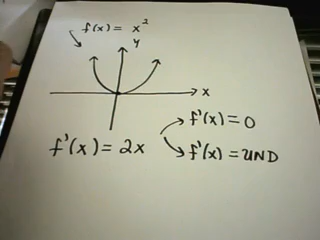 f(x) = x²
y
x
f'(x) = 0
f'(x) = 2x
f'(x) = UND